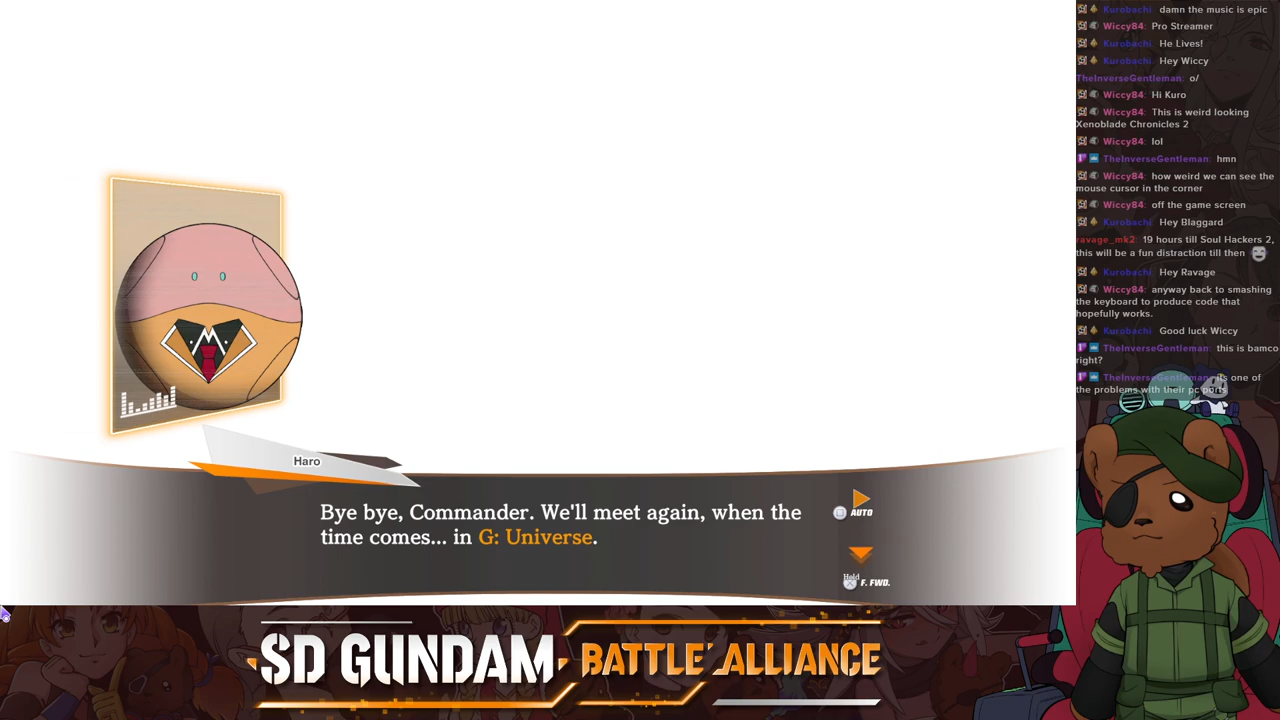 Kurobachi: damn the music is epic
Wiccy84: Pro Streamer
Kurobachi: He Lives!
Kurobachi: Hey Wiccy
TheInverseGentleman: o/
Wiccy84: Hi Kuro
Wiccy84: This is weird looking
Xenoblade Chronicles 2
Wiccy84: lol
TheInverseGentleman: hmn
Wiccy84: how weird we can see the
mouse cursor in the corner
Wiccy84: off the game screen
Kurobachi: Hey Blaggard
ravage_mk2: 19 hours till Soul Hackers 2,
this will be a fun distraction till then
Kurobachi: Hey Ravage
Wiccy84: anyway back to smashing
the keyboard to produce code that
hopefully works.
Kurobachi: Good luck Wiccy
TheInverseGentleman: this is bamco
right?
TheInverseGentleman: its one of
the problems with their pc ports
Haro
Bye bye, Commander. We'll meet again, when the
time comes... in G: Universe.
AUTO
Hold
F. FWD.
SD GUNDAM BATTLE ALLIANCE